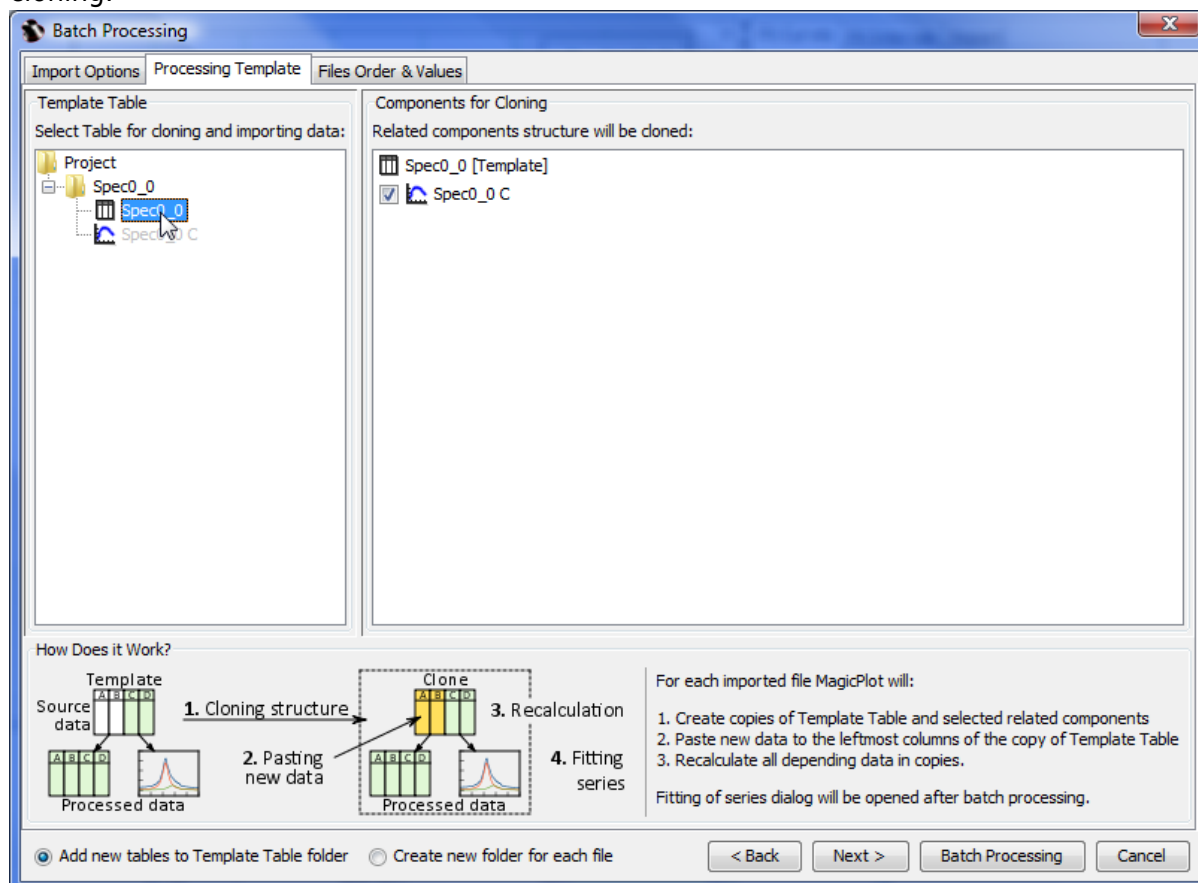 cloning.
Batch Processing
Import Options Processing Template Files Order & Values
Template Table
Select Table for cloning and importing data:
Project
Spec0_0
Spec0_0
Spec0_0 C
Components for Cloning
Related components structure will be cloned:
Spec0_0 [Template]
Spec0_0 C
How Does it Work?
Template
Source
data
A B C D
A B C D
Processed data
1. Cloning structure
2. Pasting
new data
Clone
A B C D
A B C D
Processed data
3. Recalculation
4. Fitting
series
For each imported file MagicPlot will:
1. Create copies of Template Table and selected related components
2. Paste new data to the leftmost columns of the copy of Template Table
3. Recalculate all depending data in copies.
Fitting of series dialog will be opened after batch processing.
Add new tables to Template Table folder Create new folder for each file < Back Next > Batch Processing Cancel